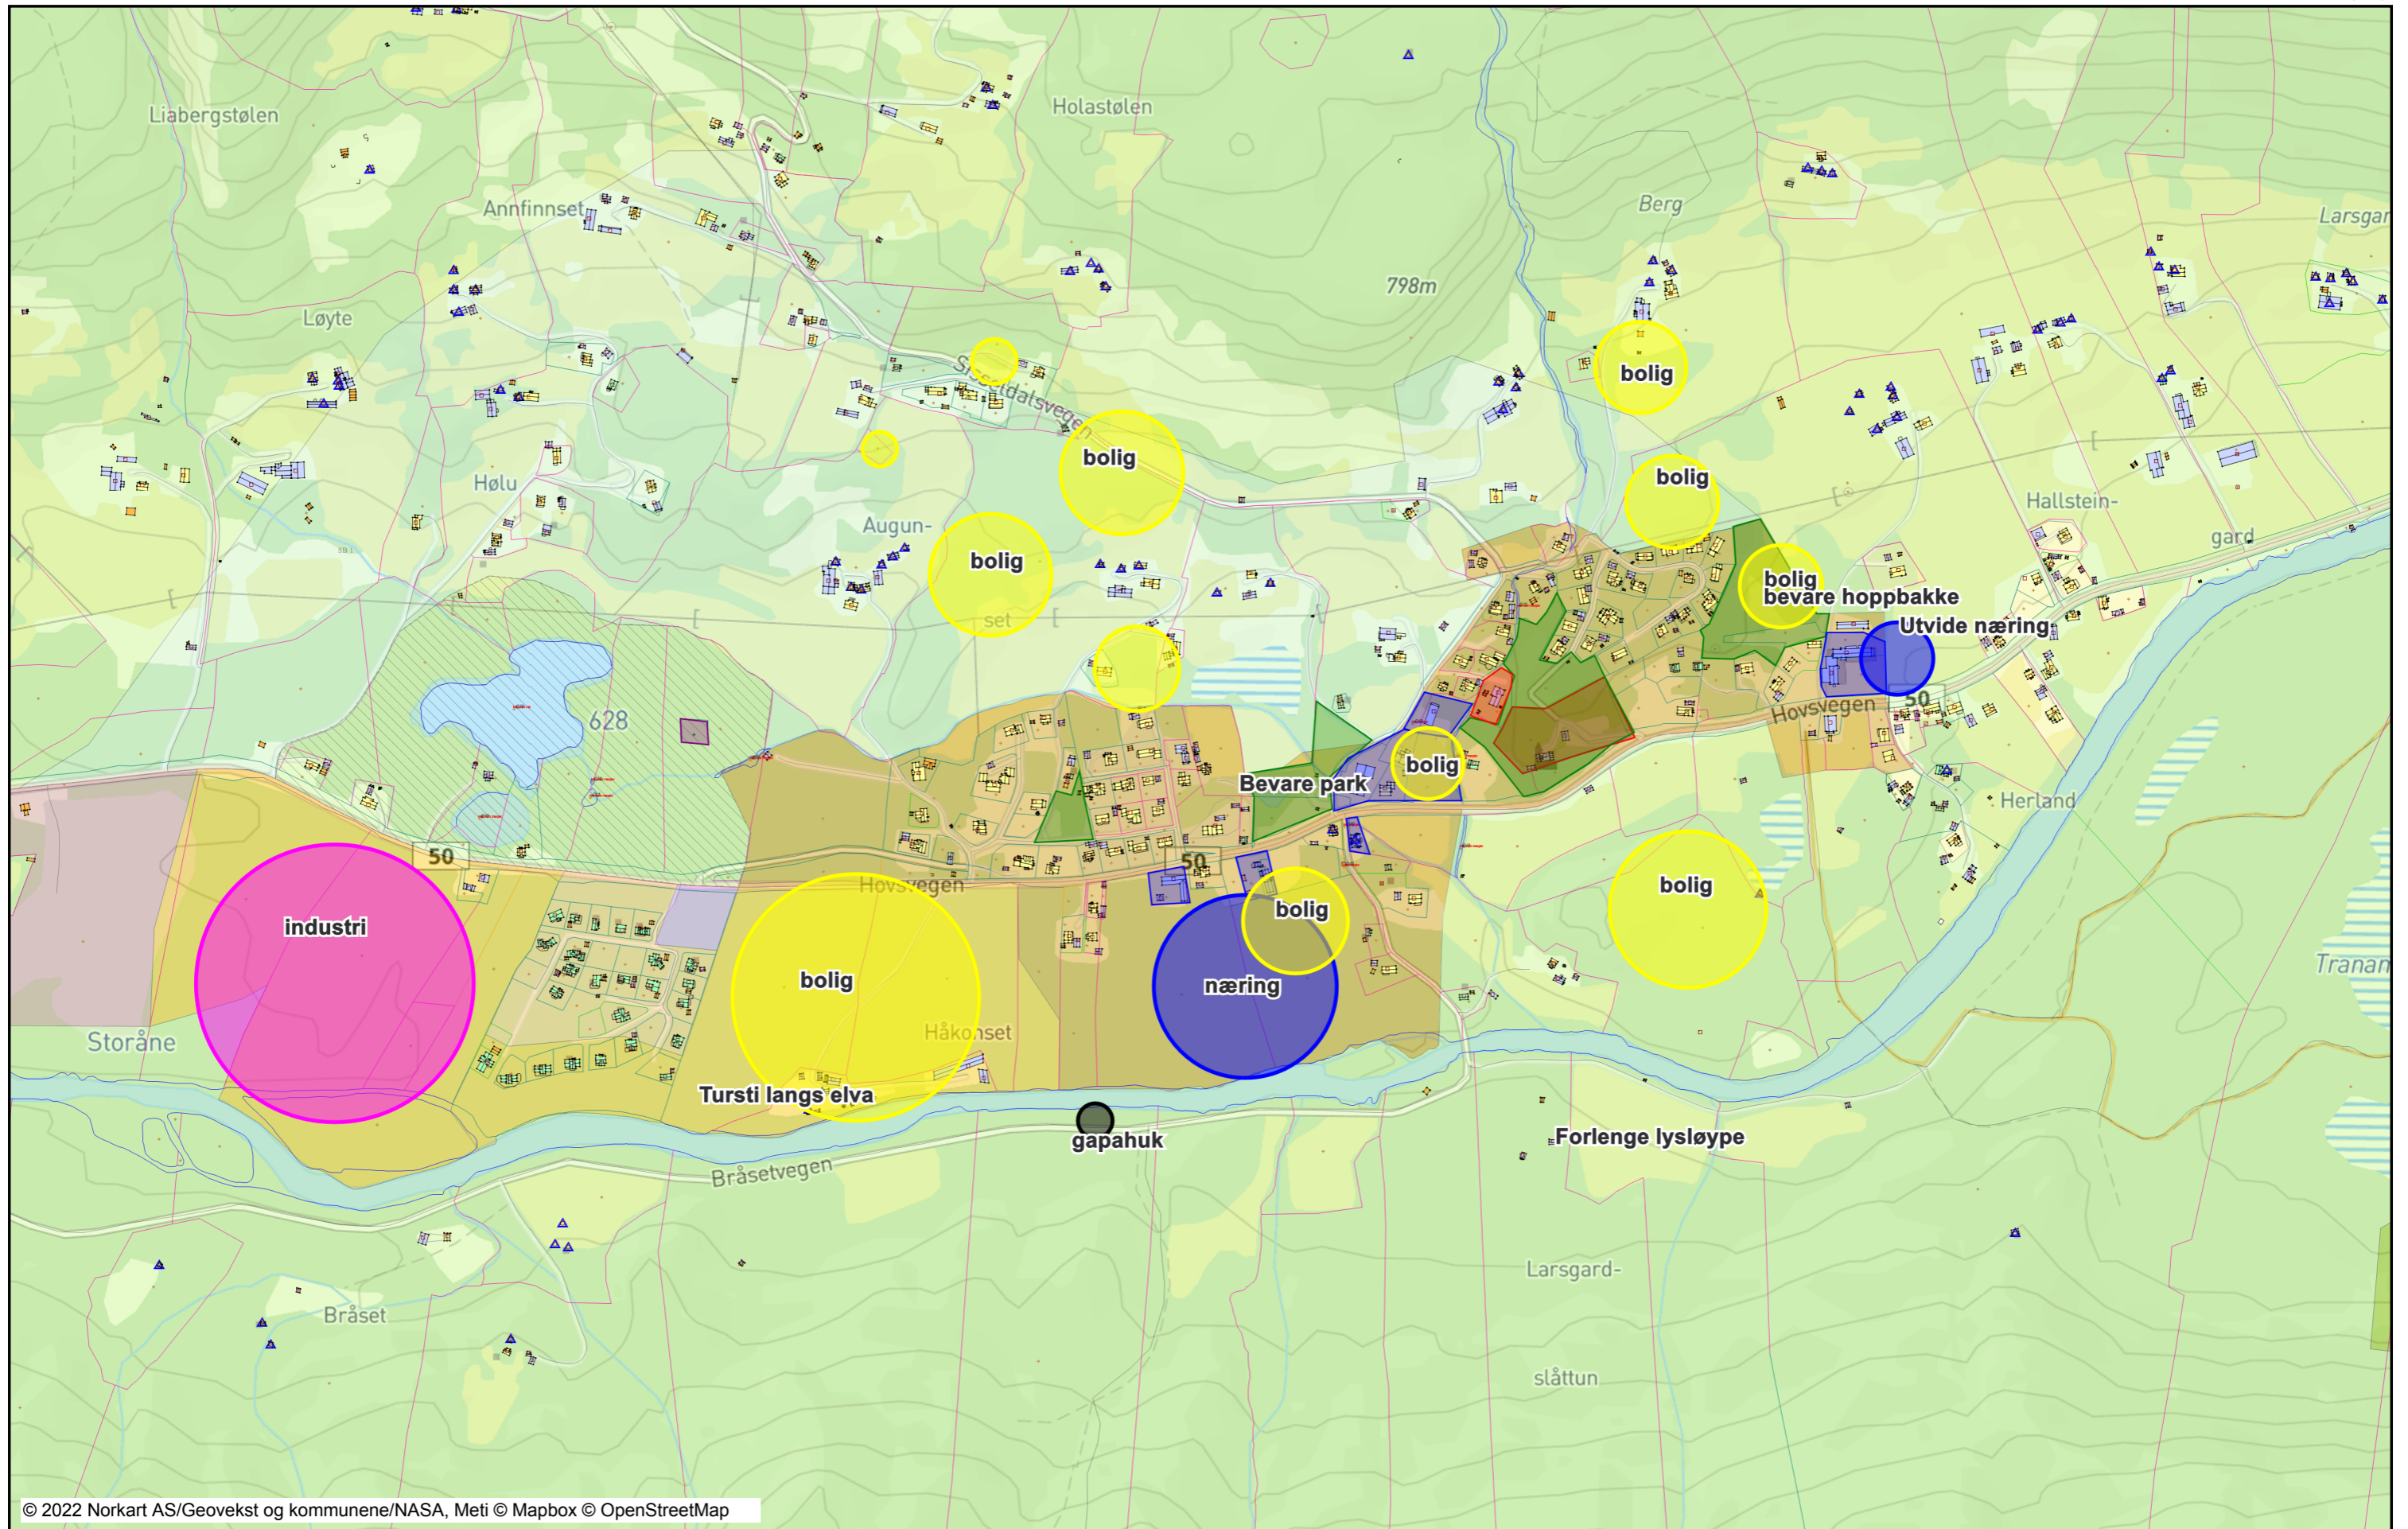 Liabergstølen
Holastølen
Annfinnset
Berg
Larsgar
798m
Løyte
Sisseldalsvegen
bolig
bolig
bolig
Hølu
Augun-
Hallstein-
gard
bolig
set
bolig
bevare hoppbakke
Utvide næring
50
Hovsvegen
628
bolig
Bevare park
Herland
50
50
Hovsvegen
bolig
bolig
industri
bolig
næring
Tranam
Storåne
Håkonset
Tursti langs elva
gapahuk
Forlenge lysløype
Bråsetvegen
Larsgard-
slåttun
Bråset
© 2022 Norkart AS/Geovekst og kommunene/NASA, Meti © Mapbox © OpenStreetMap